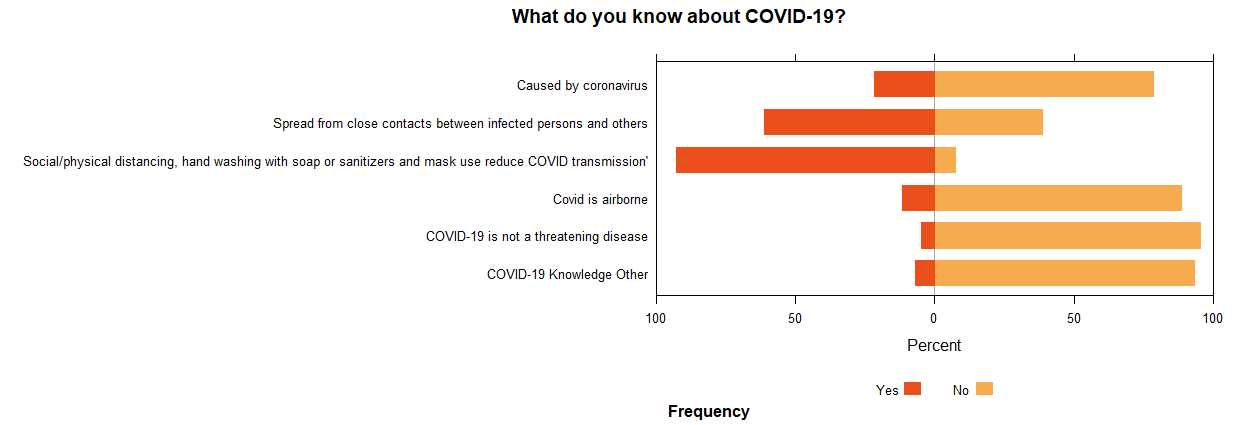 What do you know about COVID-19?
Caused by coronavirus
Spread from close contacts between infected persons and others
Social/physical distancing, hand washing with soap or sanitizers and mask use reduce COVID transmission'
Covid is airborne
COVID-19 is not a threatening disease
COVID-19 Knowledge Other
100 50 0 50 100
Percent
Yes No
Frequency